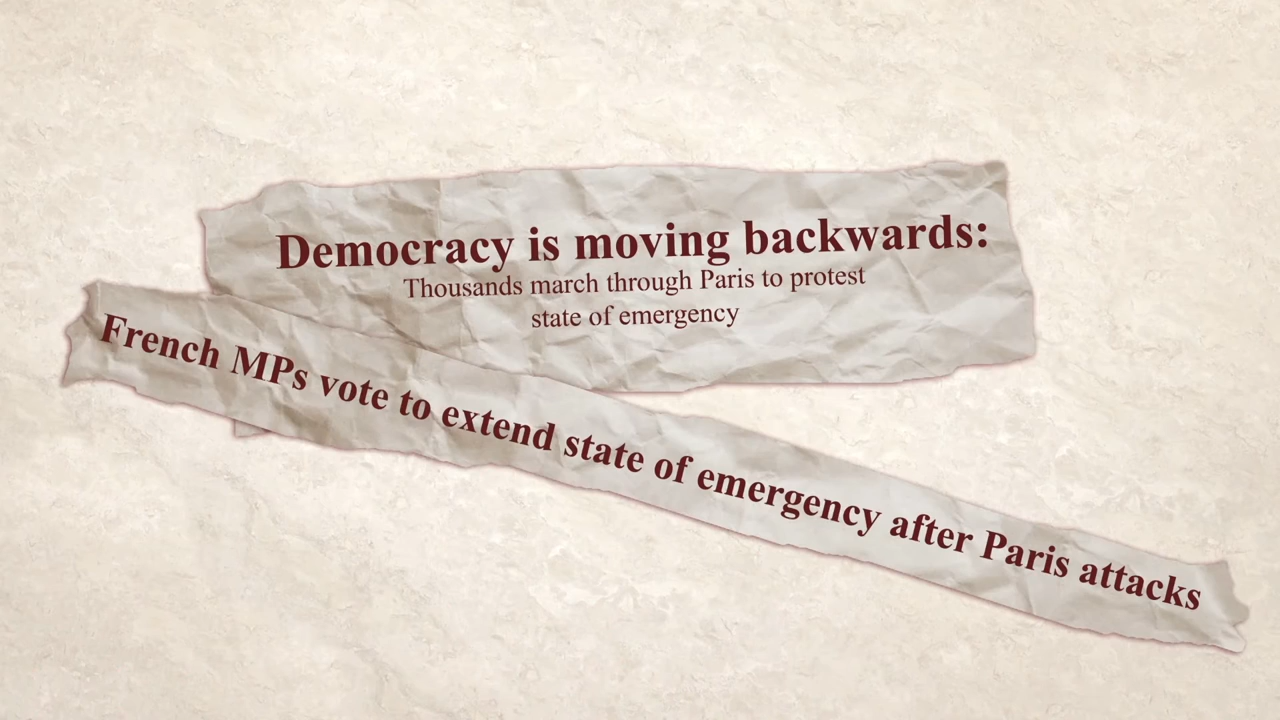 Democracy is moving backwards:
Thousands march through Paris to protest
state of emergency
French MPs vote to extend state of emergency after Paris attacks